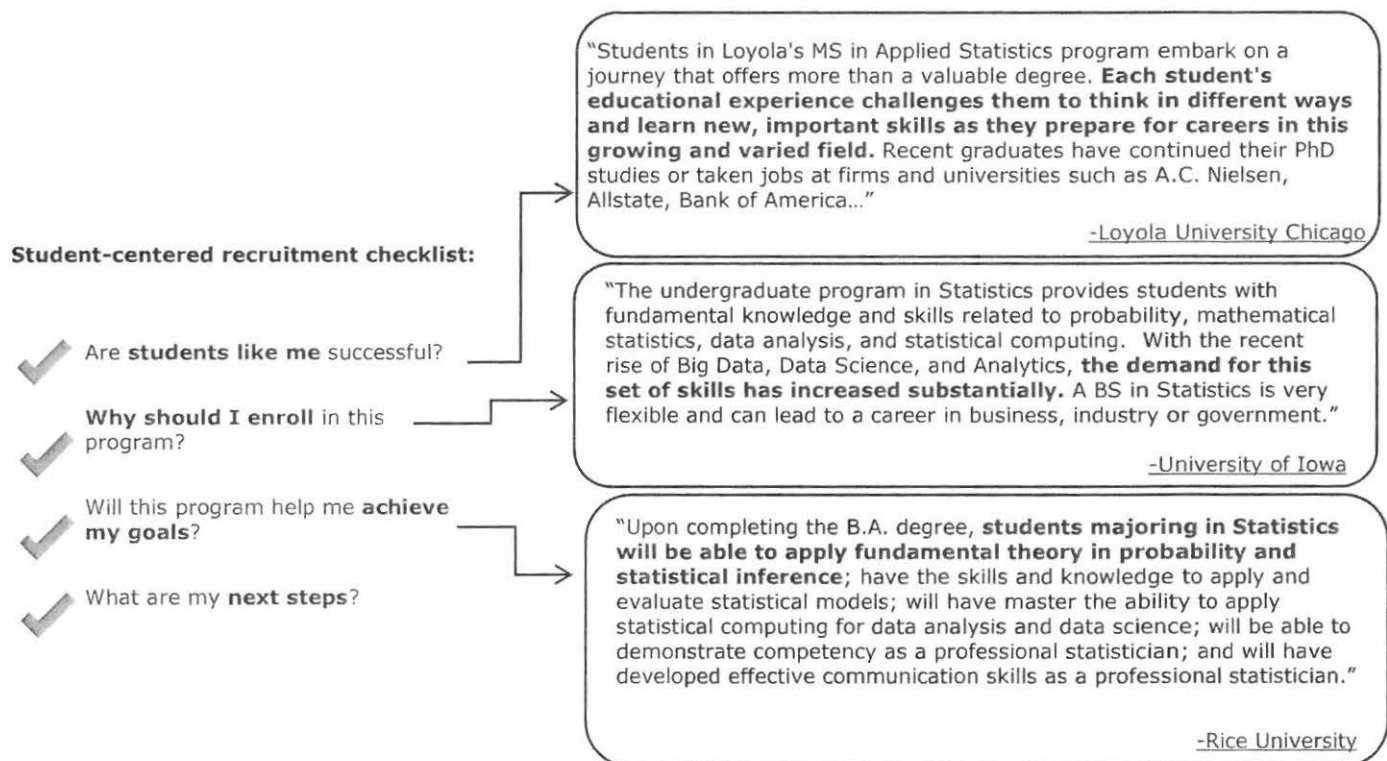 "Students in Loyola's MS in Applied Statistics program embark on a
journey that offers more than a valuable degree. Each student's
educational experience challenges them to think in different ways
and learn new, important skills as they prepare for careers in this
growing and varied field. Recent graduates have continued their PhD
studies or taken jobs at firms and universities such as A.C. Nielsen,
Allstate, Bank of America..."
-Loyola University Chicago
Student-centered recruitment checklist:
Are students like me successful?
Why should I enroll in this
program?
Will this program help me achieve
my goals?
What are my next steps?
"The undergraduate program in Statistics provides students with
fundamental knowledge and skills related to probability, mathematical
statistics, data analysis, and statistical computing.  With the recent
rise of Big Data, Data Science, and Analytics, the demand for this
set of skills has increased substantially. A BS in Statistics is very
flexible and can lead to a career in business, industry or government."
-University of Iowa
"Upon completing the B.A. degree, students majoring in Statistics
will be able to apply fundamental theory in probability and
statistical inference; have the skills and knowledge to apply and
evaluate statistical models; will have master the ability to apply
statistical computing for data analysis and data science; will be able to
demonstrate competency as a professional statistician; and will have
developed effective communication skills as a professional statistician."
-Rice University